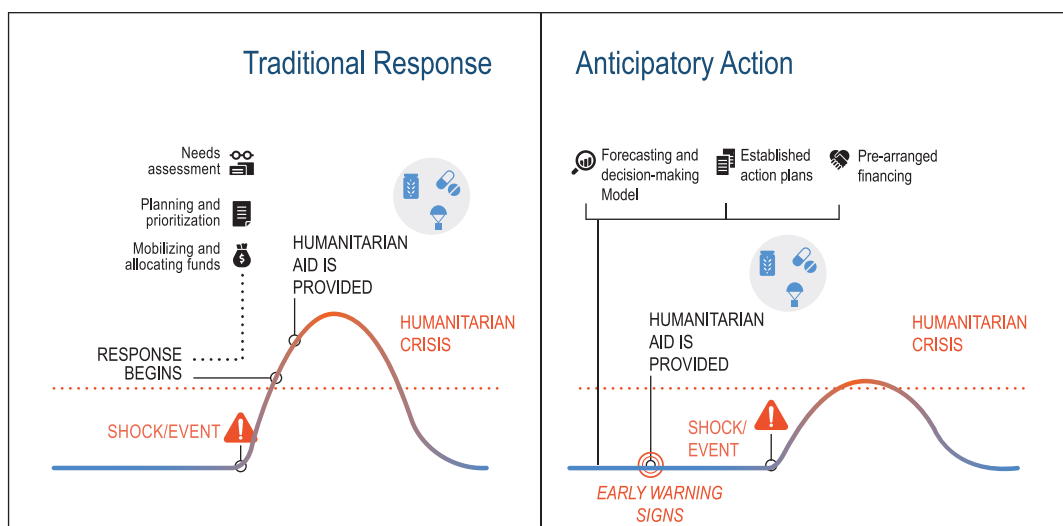 Traditional Response
Needs
assessment
Planning and
prioritization
Mobilizing and
allocating funds
$
HUMANITARIAN
AID IS
PROVIDED
HUMANITARIAN
CRISIS
RESPONSE
BEGINS
SHOCK/EVENT
!
Anticipatory Action
Forecasting and
decision-making
Model
Established
action plans
Pre-arranged
financing
HUMANITARIAN
AID IS
PROVIDED
HUMANITARIAN
CRISIS
SHOCK/
EVENT
!
EARLY WARNING
SIGNS